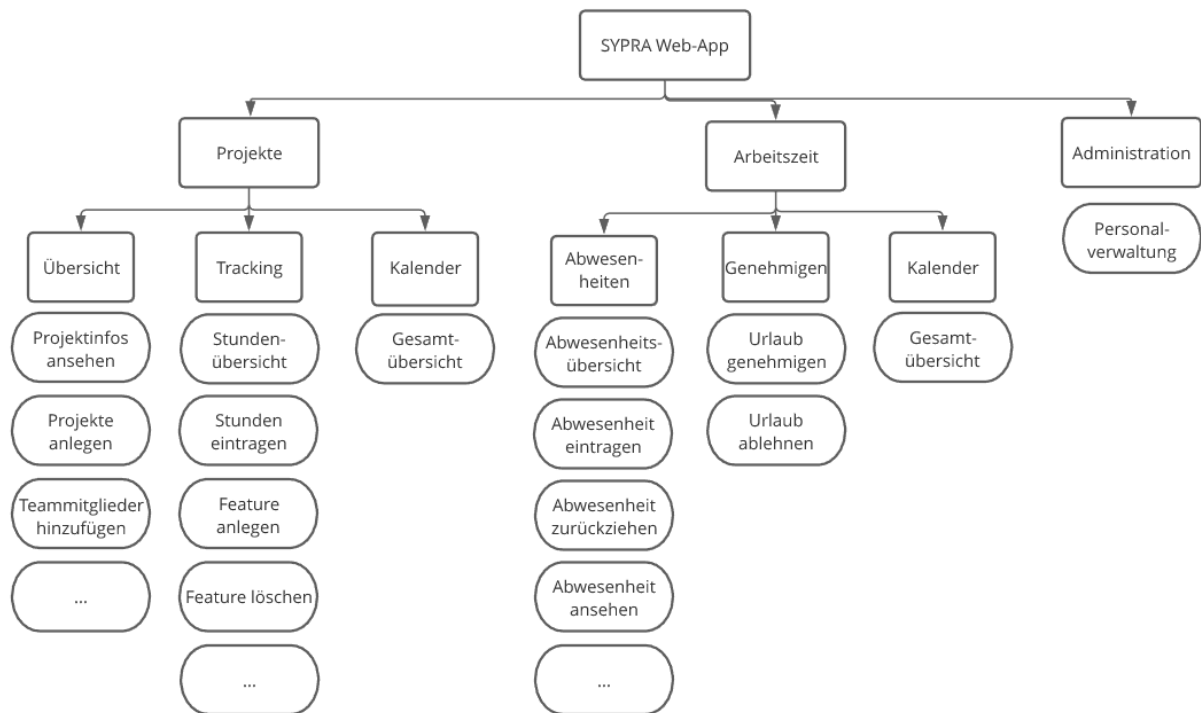 SYPRA Web-App
Projekte
Arbeitszeit
Administration
Übersicht
Tracking
Kalender
Abwesen-
heiten
Genehmigen
Kalender
Personal-
verwaltung
Projektinfos
ansehen
Stunden-
übersicht
Gesamt-
übersicht
Abwesenheits-
übersicht
Urlaub
genehmigen
Gesamt-
übersicht
Projekte
anlegen
Stunden
eintragen
Abwesenheit
eintragen
Urlaub
ablehnen
Teammitglieder
hinzufügen
Feature
anlegen
Abwesenheit
zurückziehen
...
Feature löschen
Abwesenheit
ansehen
...
...